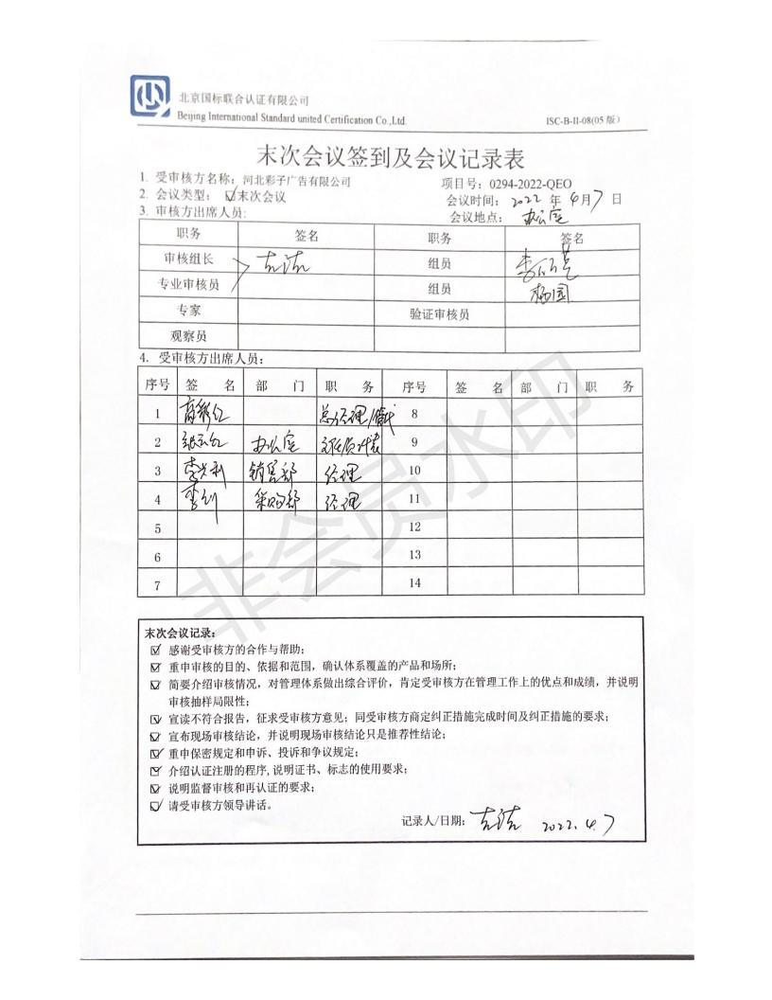 北京国标联合认证有限公司
Beijing International Standard united Certification Co.,Ltd.
ISC-B-II-08(05 版)
末次会议签到及会议记录表
1. 受审核方名称：河北彩子广告有限公司 项目号：0294-2022-QEO
2. 会议类型：☑末次会议 会议时间：2022 年 4月7 日
3. 审核方出席人员: 会议地点：办公室
职务 签名 职务 签名
审核组长 组员
专业审核员 组员 杨园
专家 验证审核员
观察员
4. 受审核方出席人员：
序号 签 名 部 门 职 务 序号 签 名 部 门 职 务
1 总经理 8
2 办公室 9
3 销售部 经理 10
4 采购部 经理 11
5 12
6 13
7 14
末次会议记录:
☑ 感谢受审核方的合作与帮助；
☑ 重申审核的目的、依据和范围，确认体系覆盖的产品和场所；
☑ 简要介绍审核情况，对管理体系做出综合评价，肯定受审核方在管理工作上的优点和成绩，并说明
审核抽样局限性；
☑ 宣读不符合报告，征求受审核方意见；同受审核方商定纠正措施完成时间及纠正措施的要求；
☑ 宣布现场审核结论，并说明现场审核结论只是推荐性结论；
☑ 重申保密规定和申诉、投诉和争议规定；
☑ 介绍认证注册的程序,说明证书、标志的使用要求；
☑ 说明监督审核和再认证的要求；
☑ 请受审核方领导讲话。
记录人/日期： 2022.4.7
非会员水印